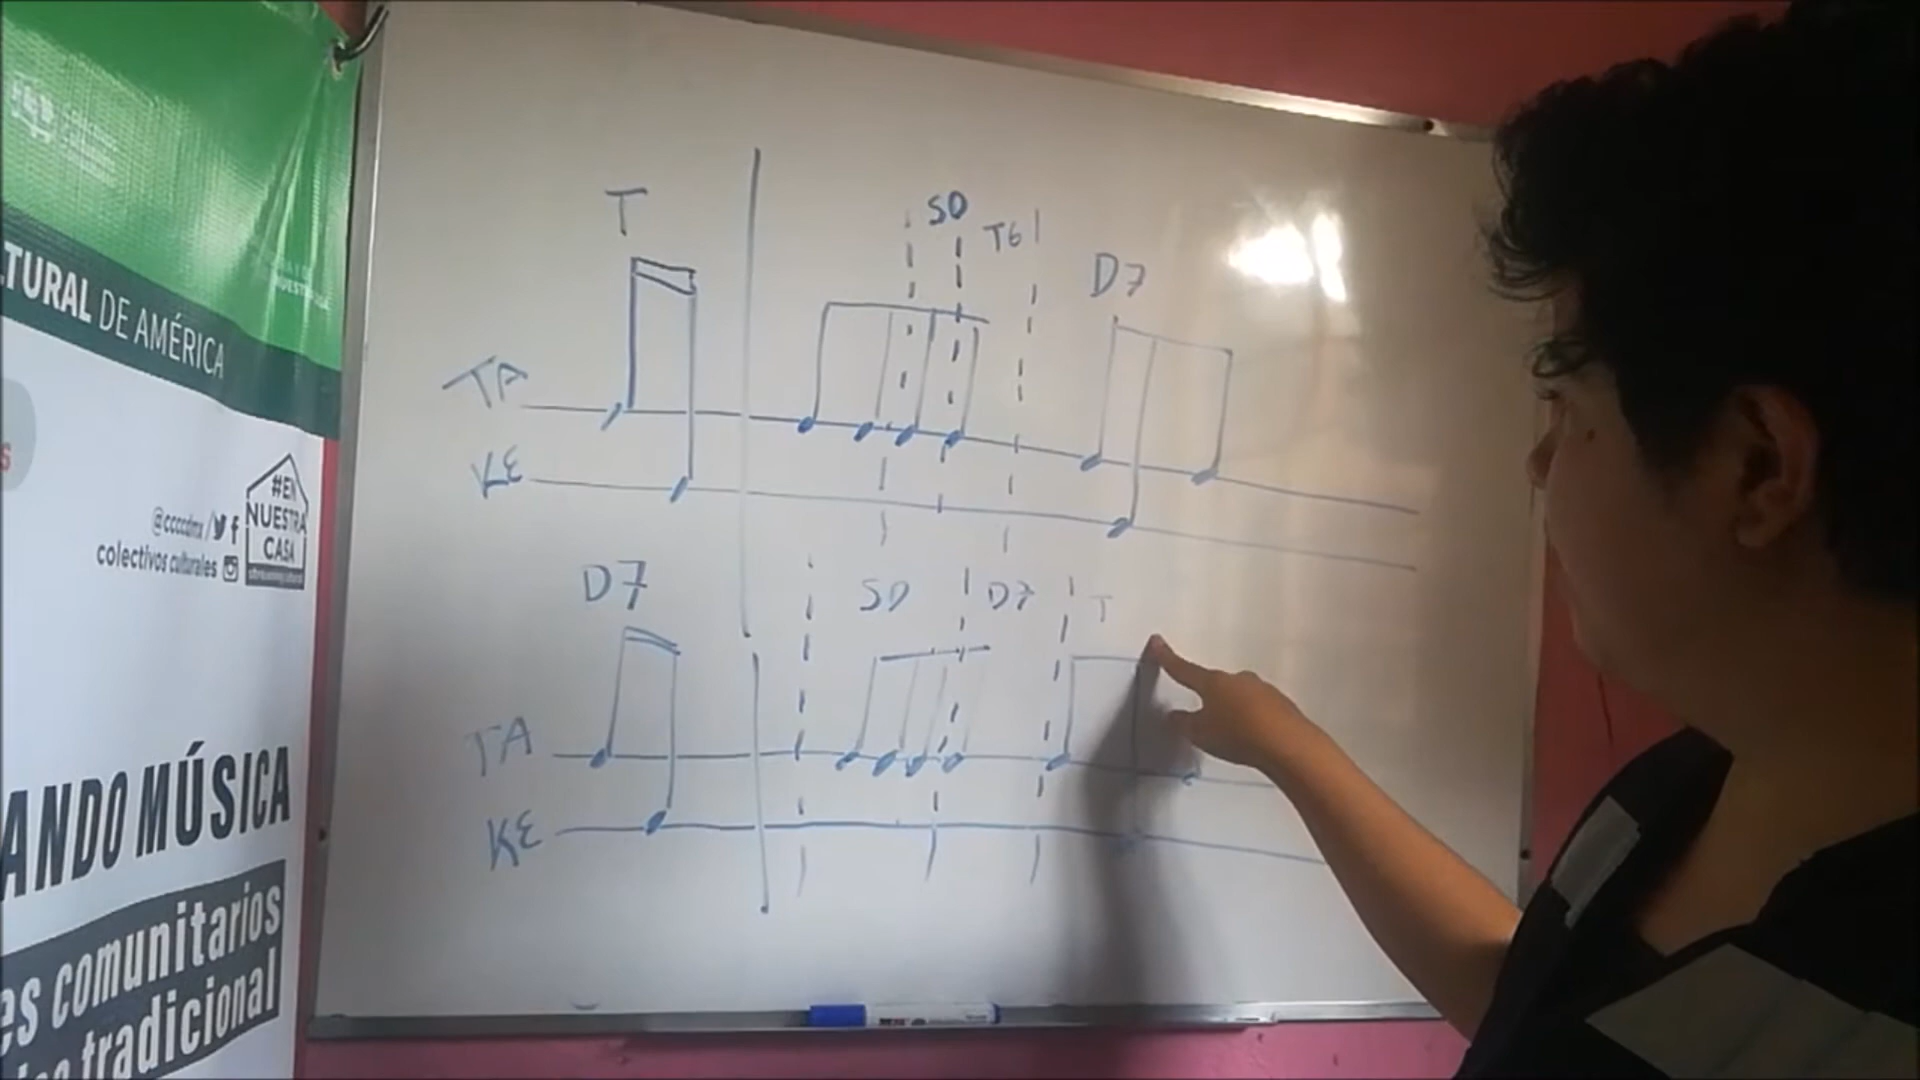 TURAL DE AMÉRICA
#EN
NUESTRA
CASA
@ccccdmx /
colectivos culturales
ANDO MÚSICA
es comunitarios
tradicional
T
SD
T6
D7
TA
KE
D7
SD
D7
T
TA
KE